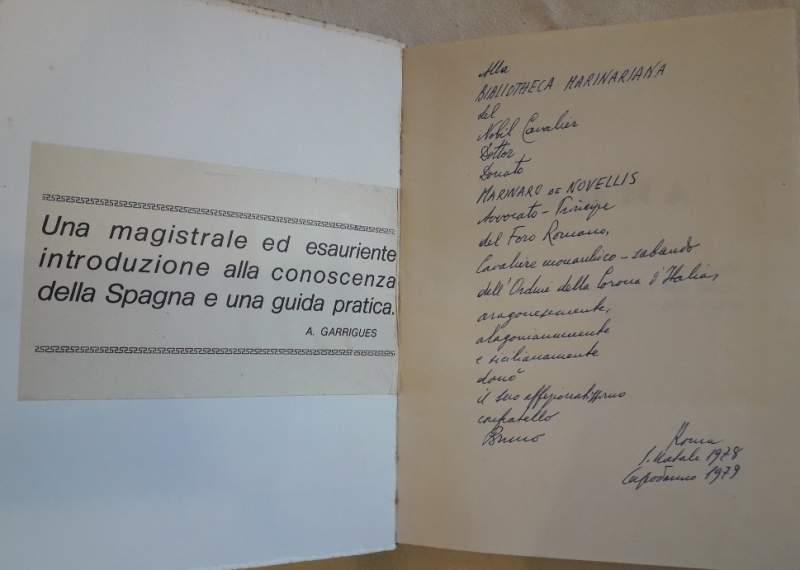 Una magistrale ed esauriente
introduzione alla conoscenza
della Spagna e una guida pratica.
A. GARRIGUES
Alla
BIBLIOTHECA MARINARIANA
del
Nobil Cavalier
Dottor
Donato
MARINARO DE NOVELLIS
Avvocato - Principe
del Foro Romano,
Cavaliere monarchico - sabaudo
dell'Ordine della Corona d'Italia,
aragonesemente,
alagonianamente
e sicilianamente
donò
il suo affezionatissimo
confratello
Bruno
Roma
S. Natale 1978
Capodanno 1979